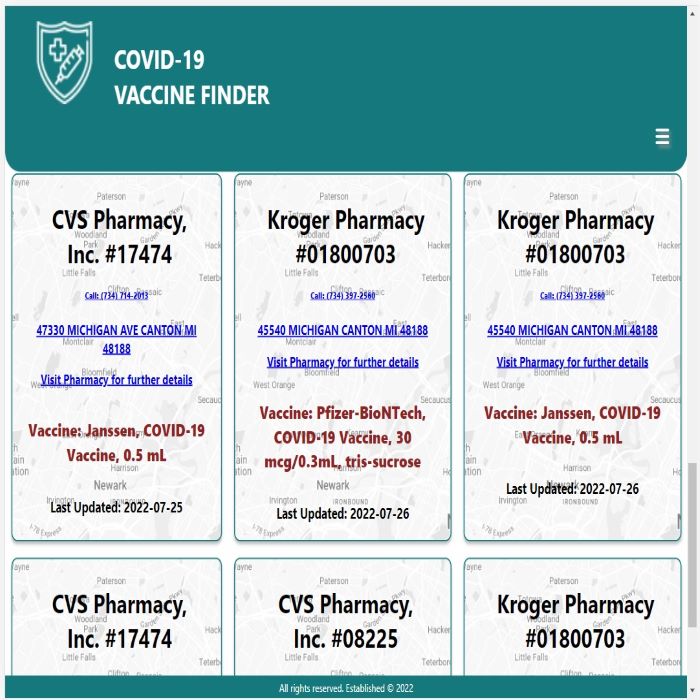 COVID-19
VACCINE FINDER
CVS Pharmacy,
Inc. #17474
Call: (734) 714-2013
47330 MICHIGAN AVE CANTON MI
48188
Visit Pharmacy for further details
Vaccine: Janssen, COVID-19
Vaccine, 0.5 mL
Last Updated: 2022-07-25
Kroger Pharmacy
#01800703
Call: (734) 397-2560
45540 MICHIGAN CANTON MI 48188
Visit Pharmacy for further details
Vaccine: Pfizer-BioNTech,
COVID-19 Vaccine, 30
mcg/0.3mL, tris-sucrose
Last Updated: 2022-07-26
Kroger Pharmacy
#01800703
Call: (734) 397-2560
45540 MICHIGAN CANTON MI 48188
Visit Pharmacy for further details
Vaccine: Janssen, COVID-19
Vaccine, 0.5 mL
Last Updated: 2022-07-26
CVS Pharmacy,
Inc. #17474
CVS Pharmacy,
Inc. #08225
Kroger Pharmacy
#01800703
All rights reserved. Established © 2022